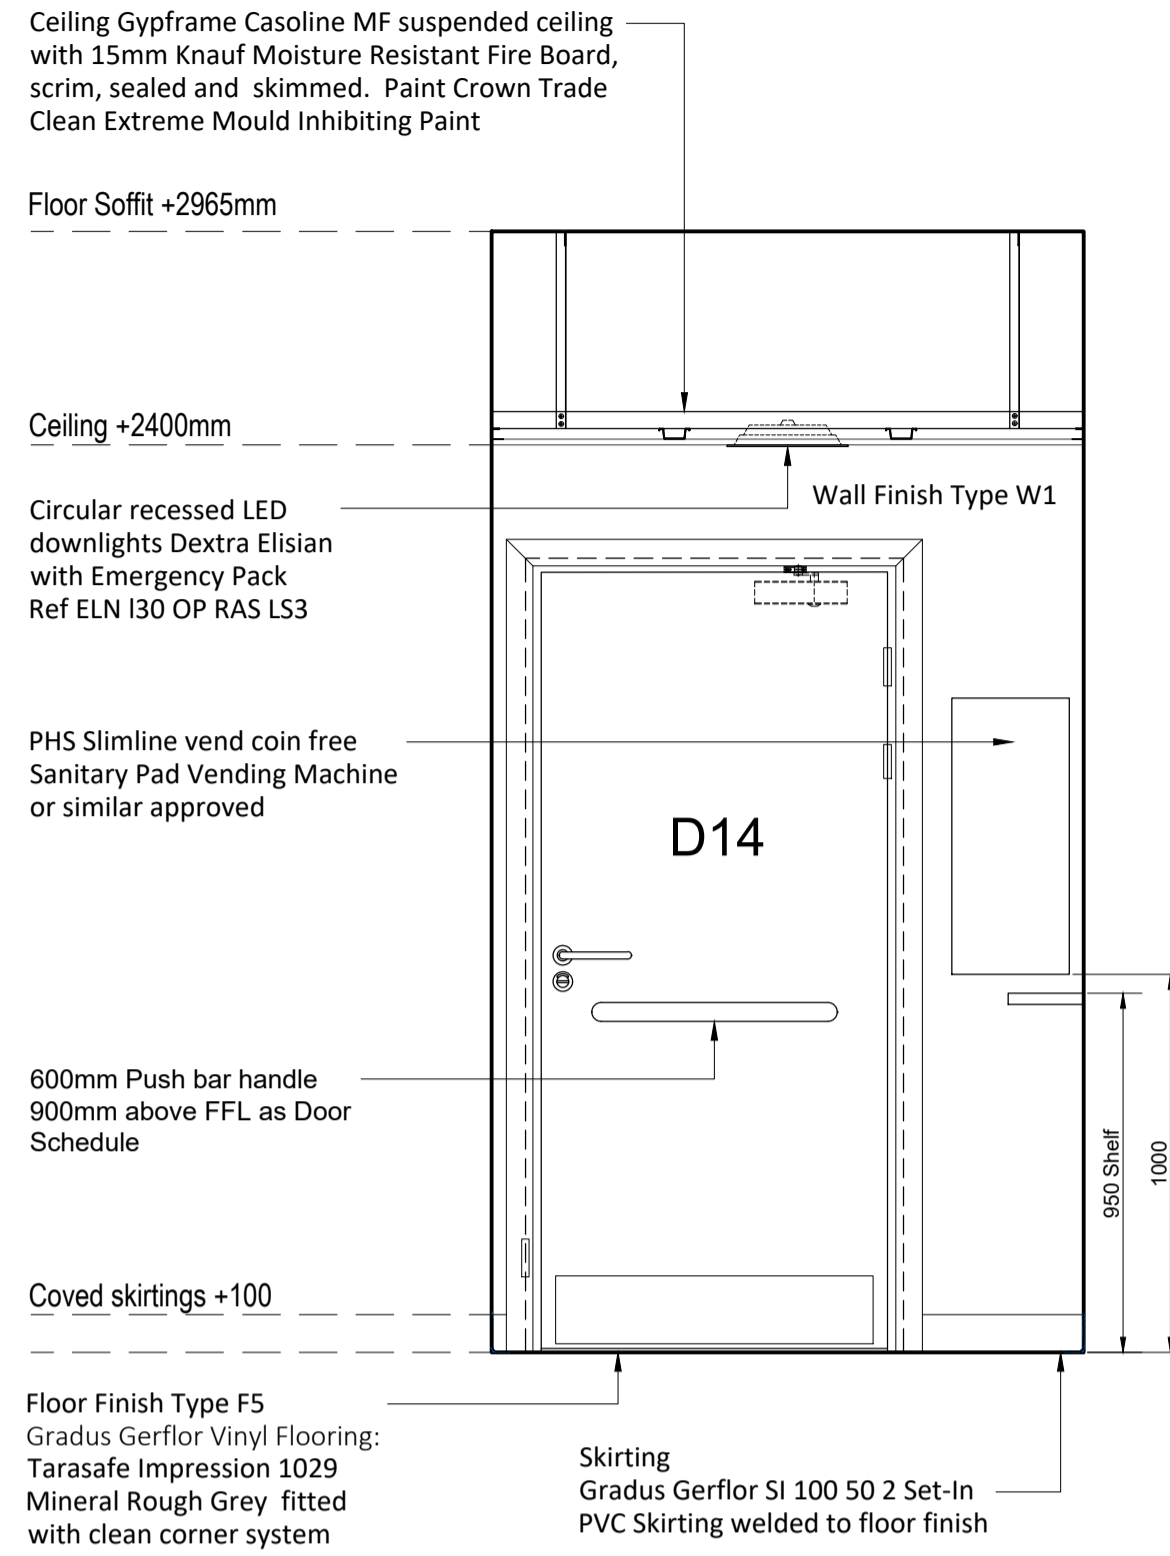 Ceiling Gypframe Casoline MF suspended ceiling
with 15mm Knauf Moisture Resistant Fire Board,
scrim, sealed and skimmed. Paint Crown Trade
Clean Extreme Mould Inhibiting Paint
Floor Soffit +2965mm
Ceiling +2400mm
Wall Finish Type W1
Circular recessed LED
downlights Dextra Elisian
with Emergency Pack
Ref ELN l30 OP RAS LS3
PHS Slimline vend coin free
Sanitary Pad Vending Machine
or similar approved
D14
600mm Push bar handle
900mm above FFL as Door
Schedule
950 Shelf
1000
Coved skirtings +100
Floor Finish Type F5
Gradus Gerflor Vinyl Flooring:
Tarasafe Impression 1029
Mineral Rough Grey fitted
with clean corner system
Skirting
Gradus Gerflor SI 100 50 2 Set-In
PVC Skirting welded to floor finish